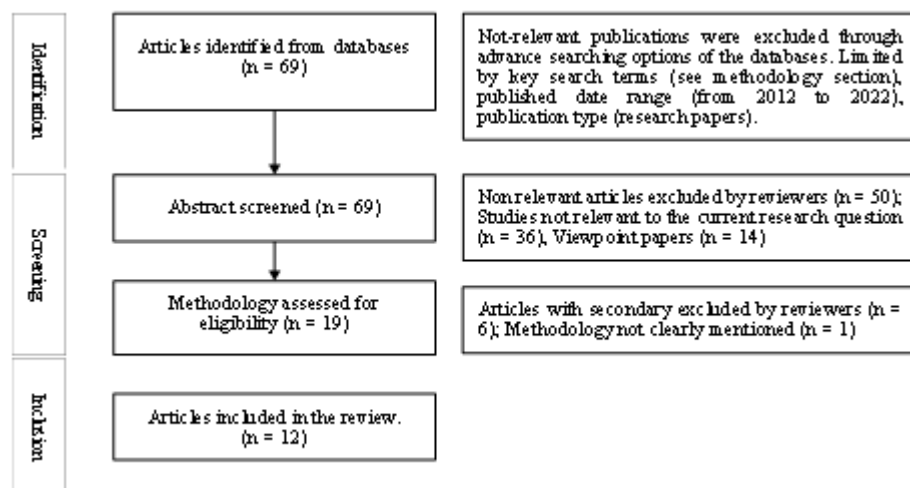 Identification
Articles identified from databases
(n = 69)
Not-relevant publications were excluded through
advance searching options of the databases. Limited
by key search terms (see methodology section),
published date range (from 2012 to 2022),
publication type (research papers).
Screening
Abstract screened (n = 69)
Non relevant articles excluded by reviewers (n = 50);
Studies not relevant to the current research question
(n = 36), Viewpoint papers (n = 14)
Methodology assessed for
eligibility (n = 19)
Articles with secondary excluded by reviewers (n =
6); Methodology not clearly mentioned (n = 1)
Inclusion
Articles included in the review.
(n = 12)